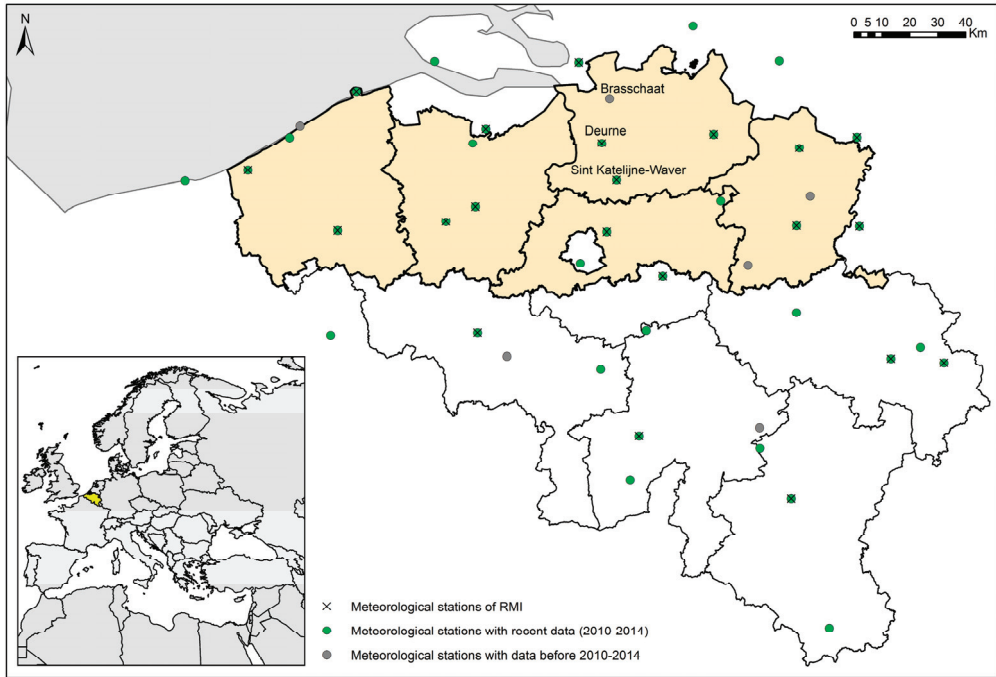 N
0 5 10 20 30 40
Km
Brasschaat
Deurne
Sint Katelijne-Waver
Meteorological stations of RMI
Meteorological stations with recent data (2010-2014)
Meteorological stations with data before 2010-2014